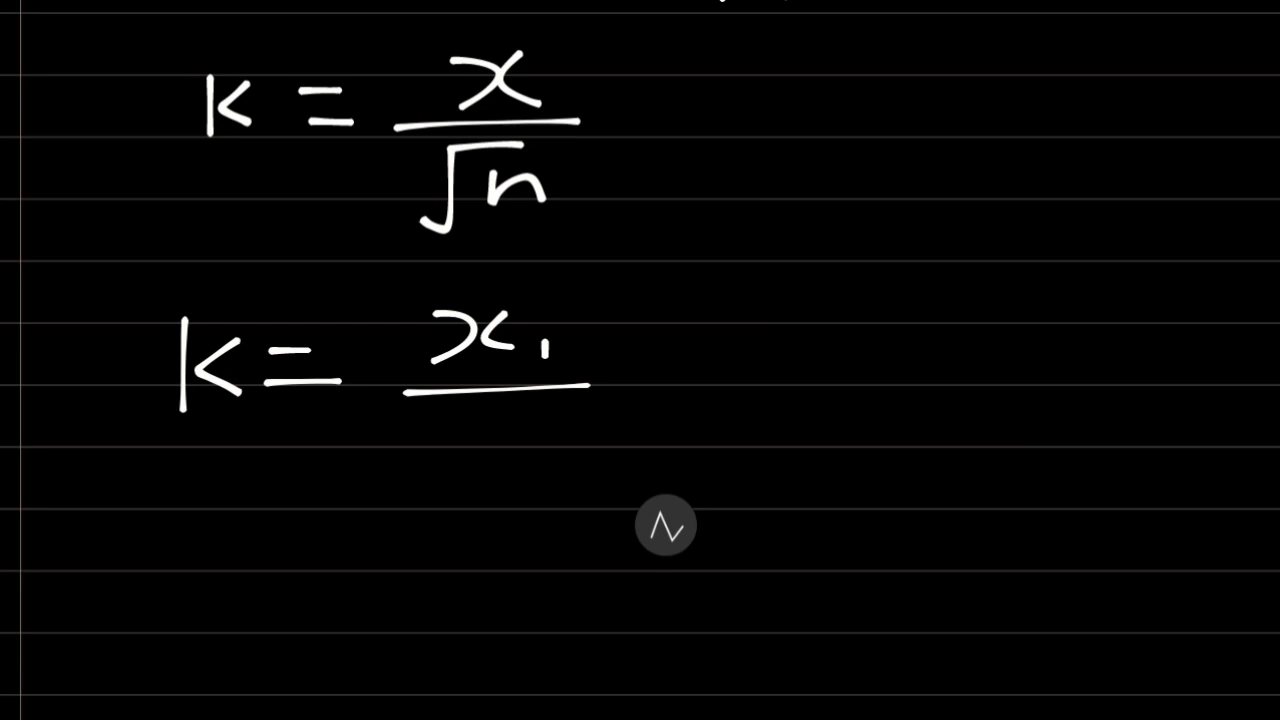 K = x / √n
K = x₁ /